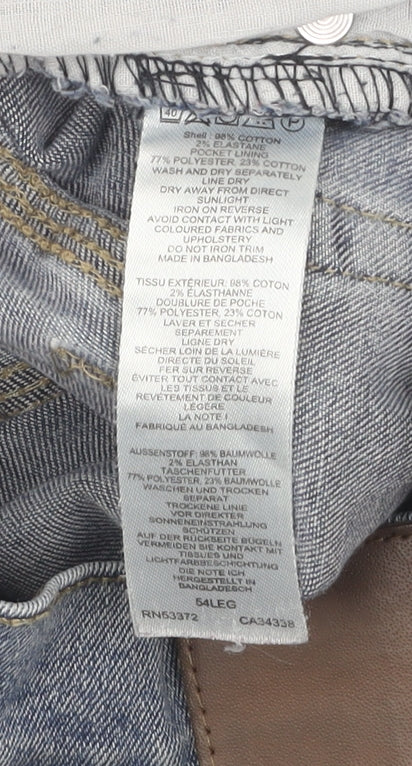 40 P
Shell : 98% COTTON
2% ELASTANE
POCKET LINING
77% POLYESTER, 23% COTTON
WASH AND DRY SEPARATELY
LINE DRY
DRY AWAY FROM DIRECT
SUNLIGHT
IRON ON REVERSE
AVOID CONTACT WITH LIGHT
COLOURED FABRICS AND
UPHOLSTERY
DO NOT IRON TRIM
MADE IN BANGLADESH
TISSU EXTÉRIEUR: 98% COTON
2% ÉLASTHANNE
DOUBLURE DE POCHE
77% POLYESTER, 23% COTON
LAVER ET SÉCHER
SÉPAREMENT
LIGNE DRY
SÉCHER LOIN DE LA LUMIÈRE
DIRECTE DU SOLEIL
FER SUR REVERSE
ÉVITER TOUT CONTACT AVEC
LES TISSUS ET LE
REVÊTEMENT DE COULEUR
LÉGÈRE
LA NOTE I
FABRIQUÉ AU BANGLADESH
AUSSENSTOFF: 98% BAUMWOLLE
2% ELASTHAN
TASCHENFUTTER
77% POLYESTER, 23% BAUMWOLLE
WASCHEN UND TROCKEN
SEPARAT
TROCKENE LINIE
VOR DIREKTER
SONNENEINSTRAHLUNG
SCHÜTZEN
AUF DER RÜCKSEITE BÜGELN
VERMEIDEN SIE KONTAKT MIT
TISSUES UND
LICHTFARBBESCHICHTUNG
DIE NOTE ICH
HERGESTELLT IN
BANGLADESCH
54LEG
RN53372 CA34338